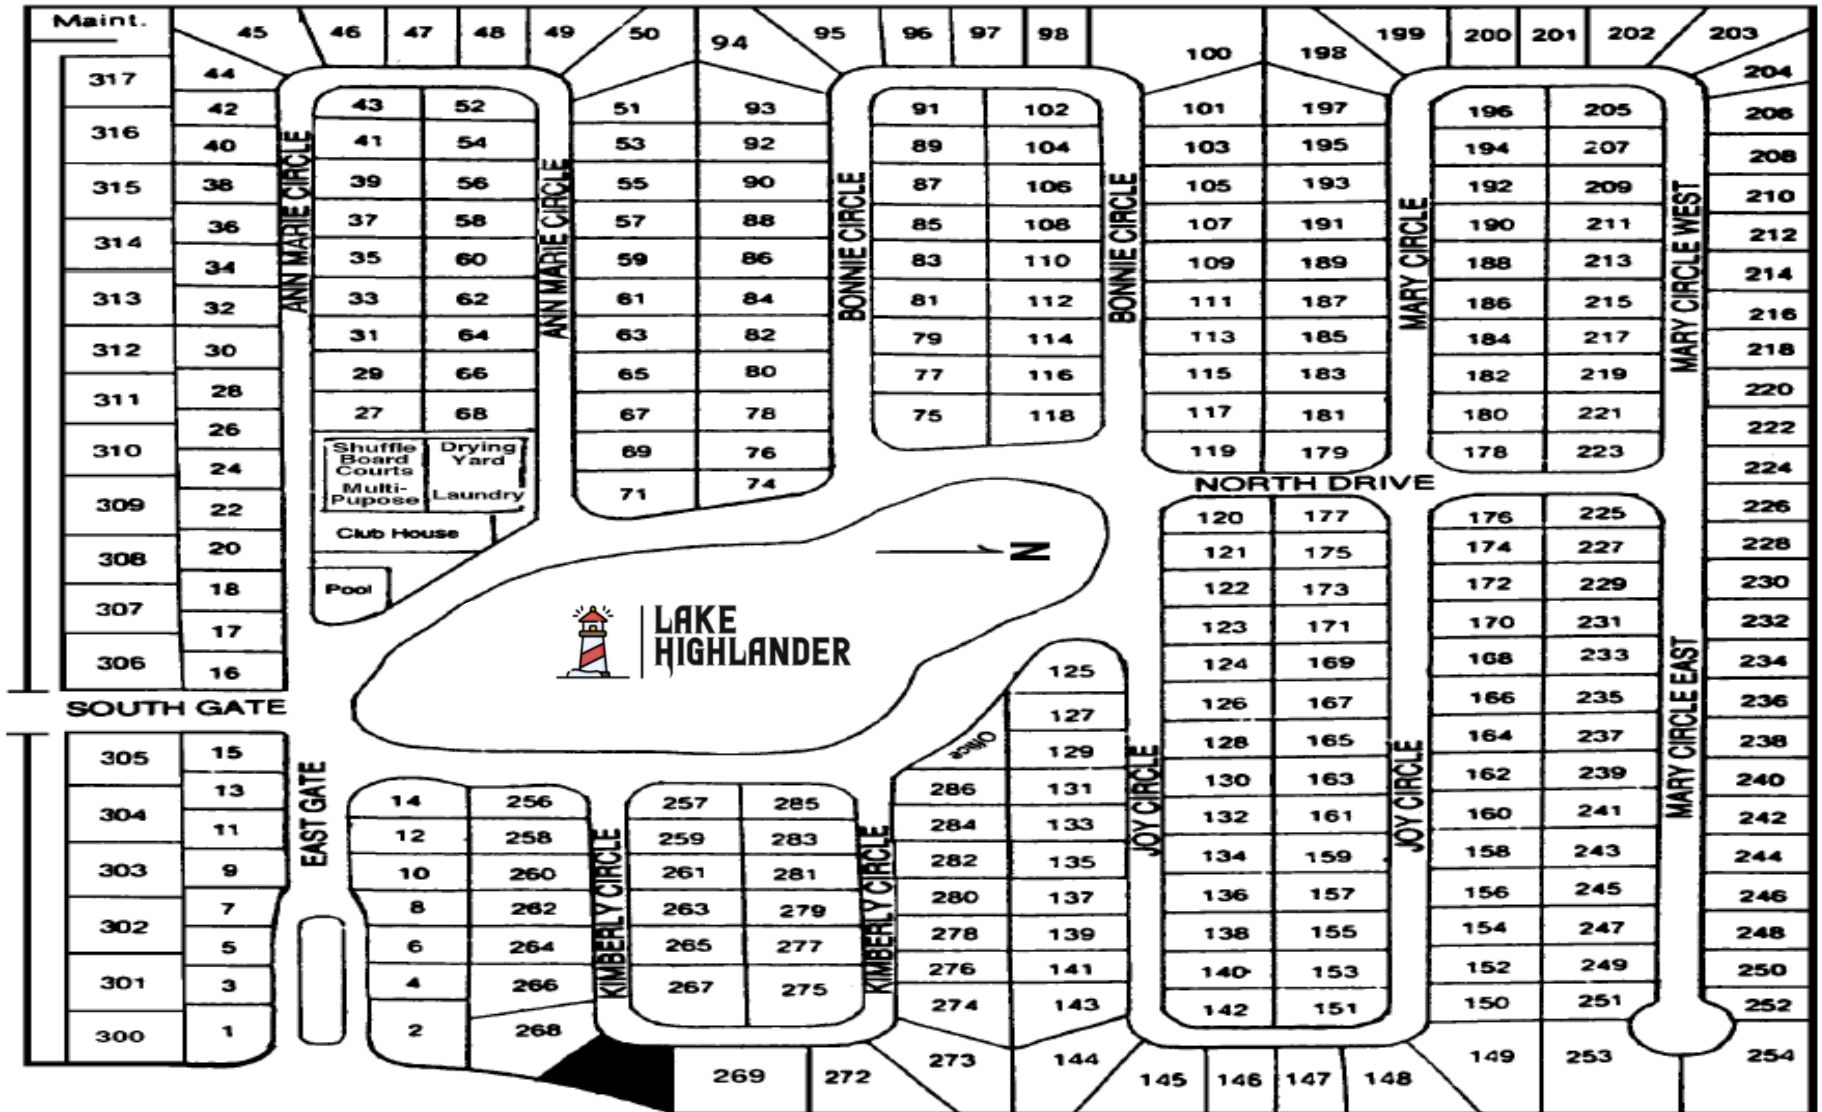 Maint. 45 46 47 48 49 50 94 95 96 97 98 100 198 199 200 201 202 203
317 44 204
42 43 52 51 93 91 102 101 197 196 205 206
316 40 41 54 53 92 89 104 103 195 194 207 208
315 38 39 56 55 90 87 106 105 193 192 209 210
314 36 37 58 57 88 85 108 107 191 190 211 212
34 35 60 59 86 83 110 109 189 188 213 214
313 32 33 62 61 84 81 112 111 187 186 215 216
312 30 31 64 63 82 79 114 113 185 184 217 218
311 28 29 66 65 80 77 116 115 183 182 219 220
26 27 68 67 78 75 118 117 181 180 221 222
310 24 69 76 119 179 178 223 224
ANN MARIE CIRCLE
ANN MARIE CIRCLE
BONNIE CIRCLE
BONNIE CIRCLE
MARY CIRCLE
MARY CIRCLE WEST
Shuffle
Board
Courts
Multi-
Pupose
Drying
Yard
Laundry
Club House
Pool
71 74
NORTH DRIVE
309 22 120 177 176 225 226
308 20 121 175 174 227 228
307 18 122 173 172 229 230
17 123 171 170 231 232
306 16 125 124 169 168 233 234
N
LAKE
HIGHLANDER
SOUTH GATE
127 126 167 166 235 236
305 15 129 128 165 164 237 238
Office
304 13 14 256 257 285 286 131 130 163 162 239 240
11 12 258 259 283 284 133 132 161 160 241 242
303 9 10 260 261 281 282 135 134 159 158 243 244
302 7 8 262 263 279 280 137 136 157 156 245 246
5 6 264 265 277 278 139 138 155 154 247 248
301 3 4 266 267 275 276 141 140 153 152 249 250
300 1 2 268 274 143 142 151 150 251 252
EAST GATE
KIMBERLY CIRCLE
KIMBERLY CIRCLE
JOY CIRCLE
JOY CIRCLE
MARY CIRCLE EAST
269 272 273 144 145 146 147 148 149 253 254